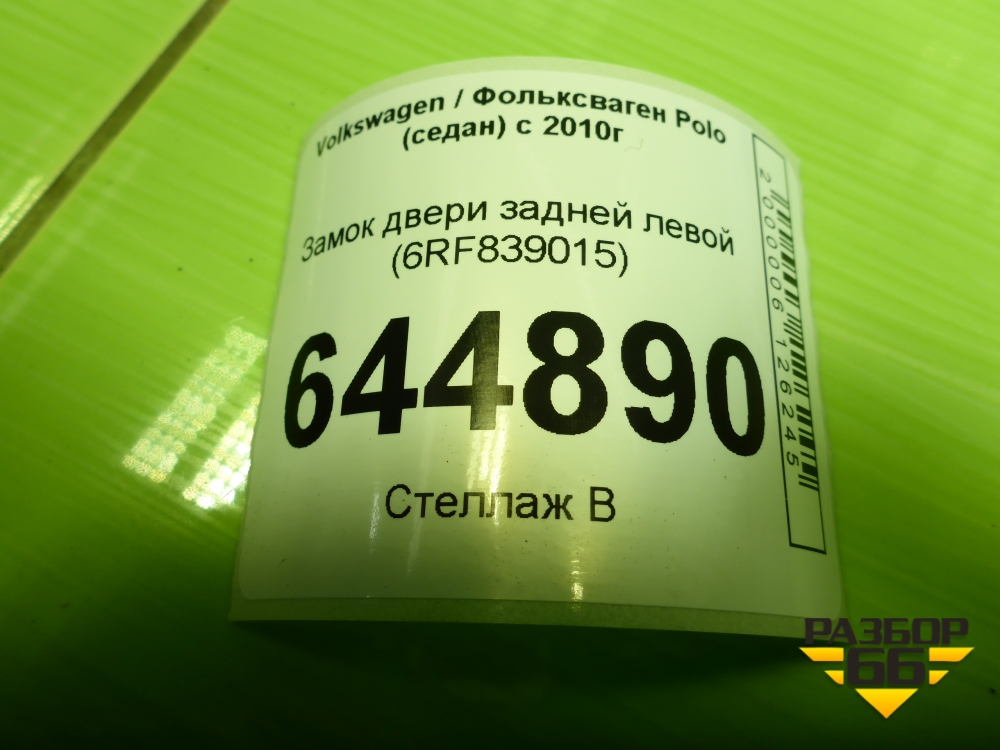 Volkswagen / Фольксваген Polo
(седан) с 2010г
Замок двери задней левой
(6RF839015)
644890
Стеллаж В
2000006126245
РАЗБОР
66